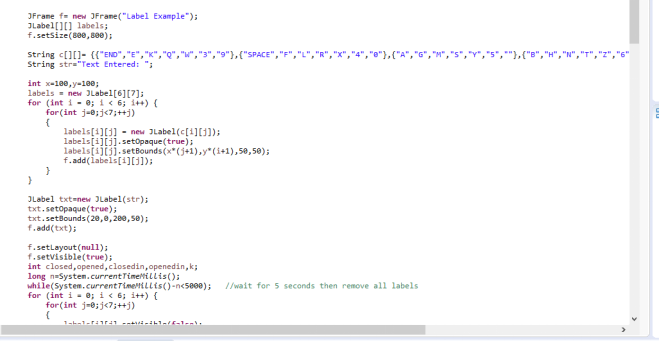 JFrame f= new JFrame("Label Example");
JLabel[][] labels;
f.setSize(800,800);
String c[][]= {{"END","E","K","Q","W","3","9"},{"SPACE","F","L","R","X","4","0"},{"A","G","M","S","Y","5",""},{"B","H","N","T","Z","6"
String str="Text Entered: ";
int x=100,y=100;
labels = new JLabel[6][7];
for (int i = 0; i < 6; i++) {
for(int j=0;j<7;++j)
{
labels[i][j] = new JLabel(c[i][j]);
labels[i][j].setOpaque(true);
labels[i][j].setBounds(x*(j+1),y*(i+1),50,50);
f.add(labels[i][j]);
}
}
JLabel txt=new JLabel(str);
txt.setOpaque(true);
txt.setBounds(20,0,200,50);
f.add(txt);
f.setLayout(null);
f.setVisible(true);
int closed,opened,closedin,openedin,k;
long n=System.currentTimeMillis();
while(System.currentTimeMillis()-n<5000); //wait for 5 seconds then remove all labels
for (int i = 0; i < 6; i++) {
for(int j=0;j<7;++j)
{
labels[i][j].setVisible(false);